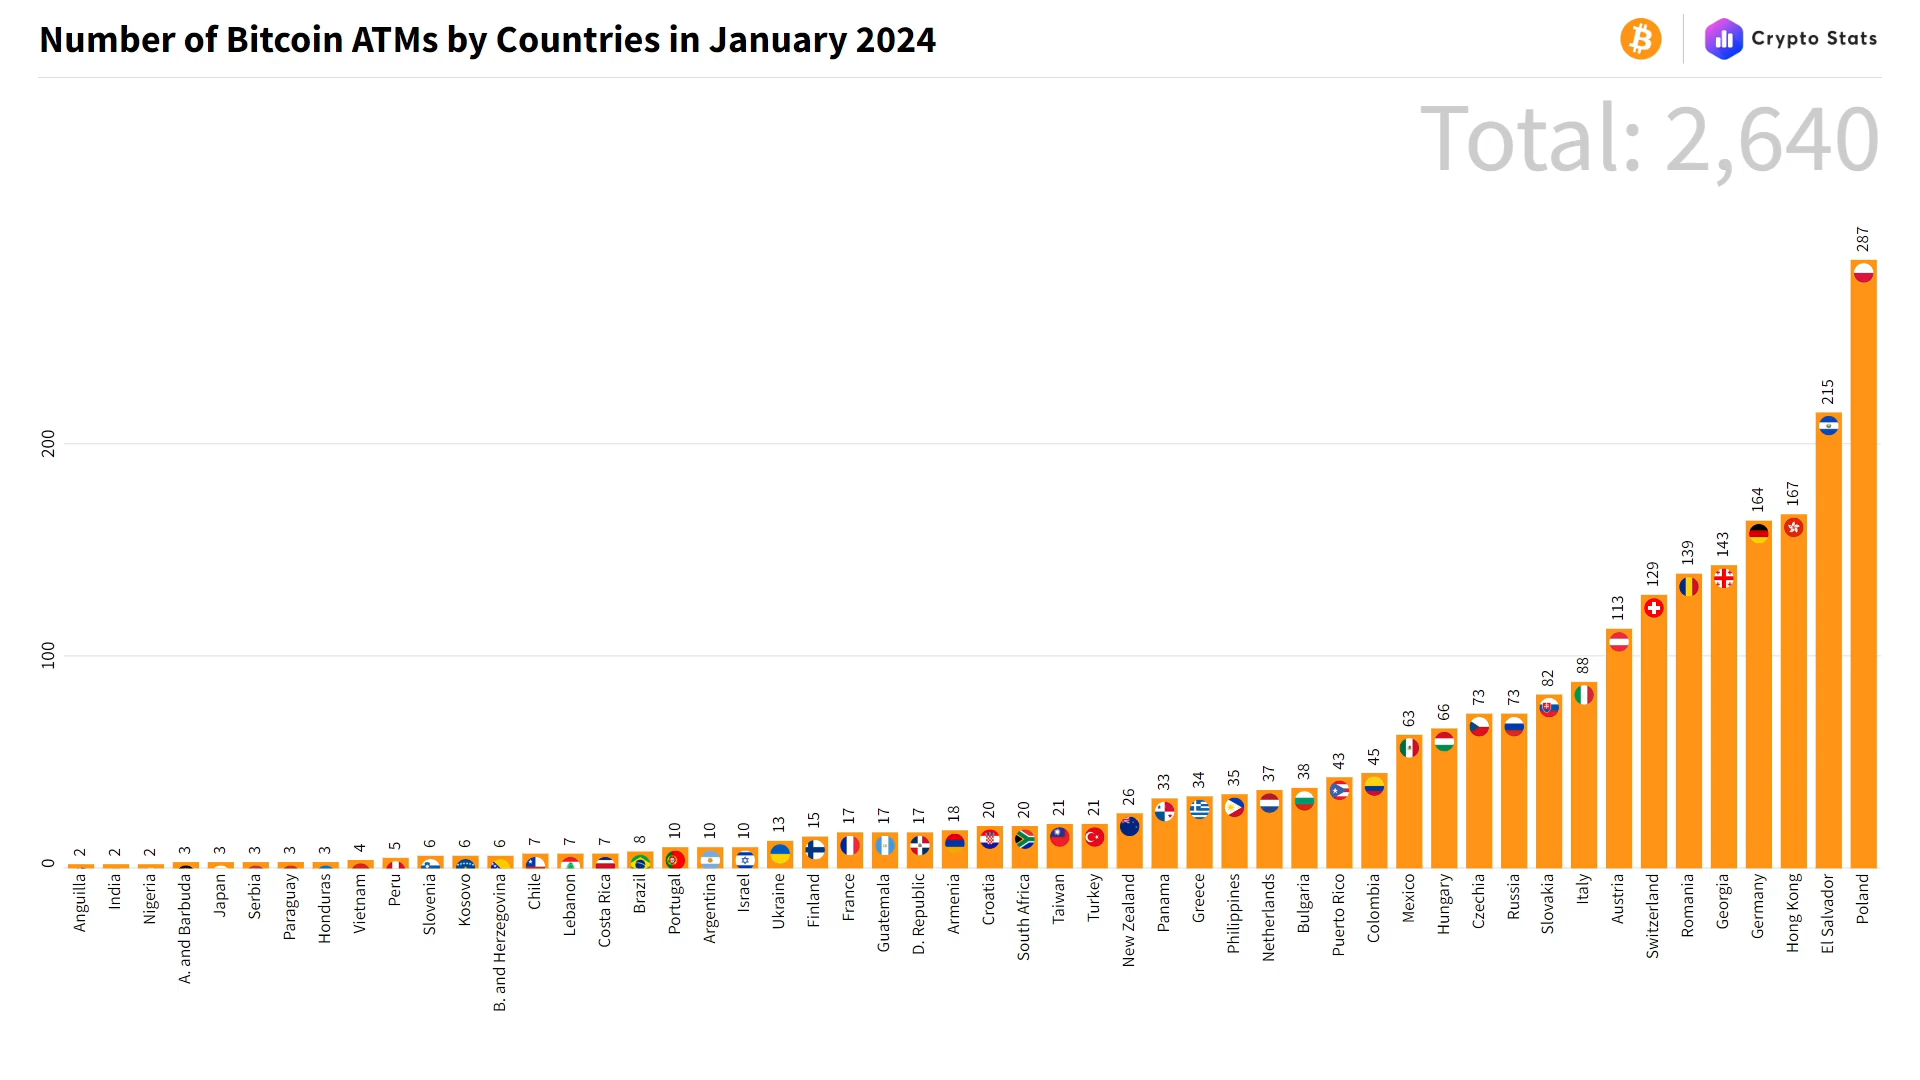 Number of Bitcoin ATMs by Countries in January 2024
Crypto Stats
Total: 2,640
200
100
0
2
2
2
3
3
3
3
3
4
5
6
6
6
7
7
7
8
10
10
10
13
15
17
17
17
18
20
20
21
21
26
33
34
35
37
38
43
45
63
66
73
73
82
88
113
129
139
143
164
167
215
287
Anguilla
India
Nigeria
A. and Barbuda
Japan
Serbia
Paraguay
Honduras
Vietnam
Peru
Slovenia
Kosovo
B. and Herzegovina
Chile
Lebanon
Costa Rica
Brazil
Portugal
Argentina
Israel
Ukraine
Finland
France
Guatemala
D. Republic
Armenia
Croatia
South Africa
Taiwan
Turkey
New Zealand
Panama
Greece
Philippines
Netherlands
Bulgaria
Puerto Rico
Colombia
Mexico
Hungary
Czechia
Russia
Slovakia
Italy
Austria
Switzerland
Romania
Georgia
Germany
Hong Kong
El Salvador
Poland